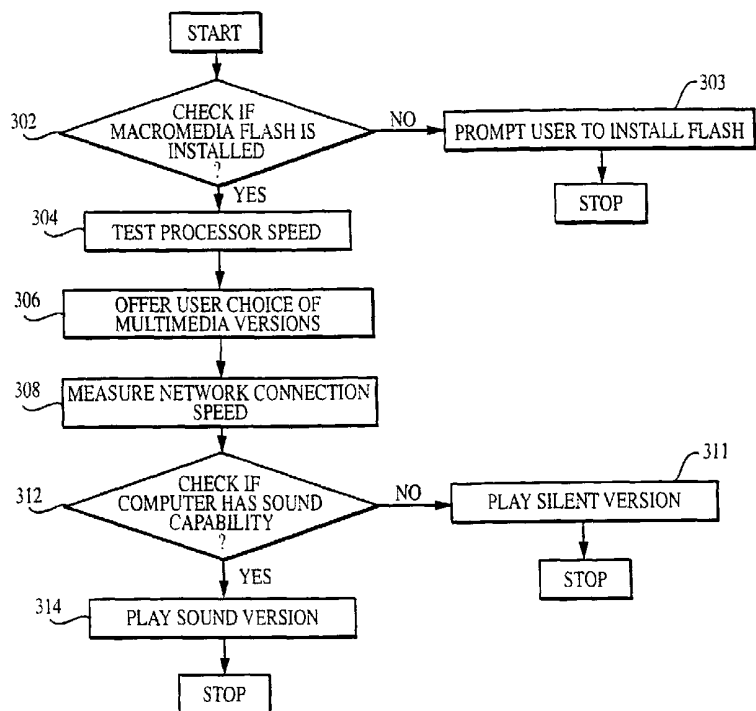 START
302
CHECK IF
MACROMEDIA FLASH IS
INSTALLED
?
NO
303
PROMPT USER TO INSTALL FLASH
STOP
YES
304
TEST PROCESSOR SPEED
306
OFFER USER CHOICE OF
MULTIMEDIA VERSIONS
308
MEASURE NETWORK CONNECTION
SPEED
312
CHECK IF
COMPUTER HAS SOUND
CAPABILITY
?
NO
311
PLAY SILENT VERSION
STOP
YES
314
PLAY SOUND VERSION
STOP